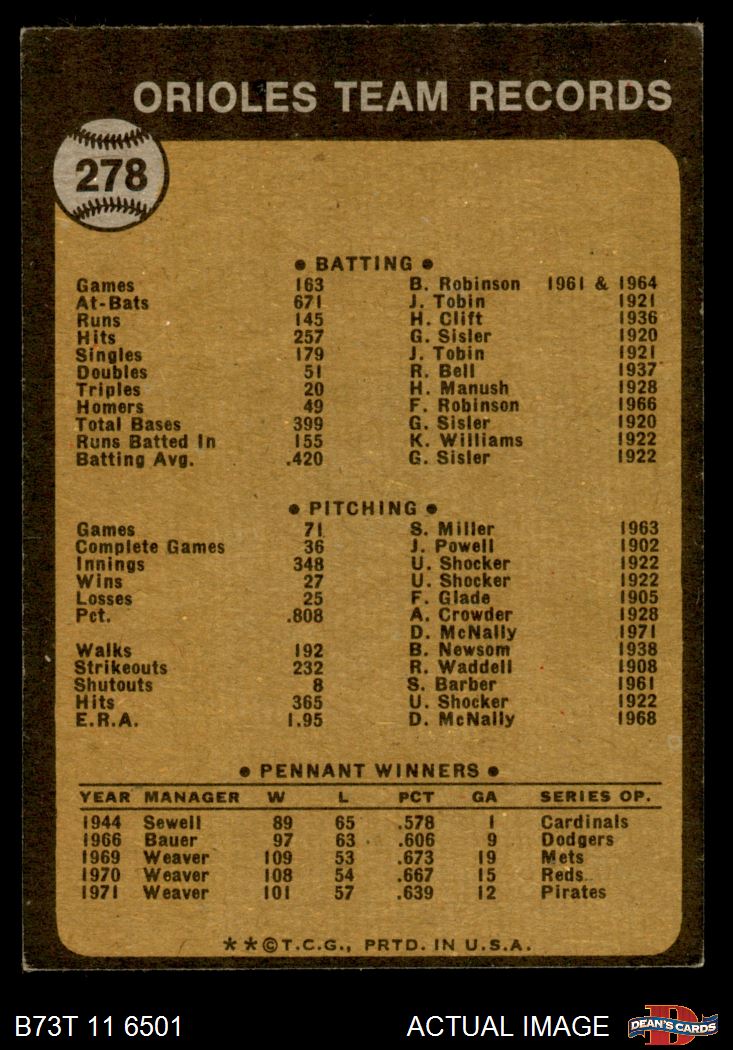 ORIOLES TEAM RECORDS
278
• BATTING •
Games 163 B. Robinson 1961 & 1964
At-Bats 671 J. Tobin 1921
Runs 145 H. Clift 1936
Hits 257 G. Sisler 1920
Singles 179 J. Tobin 1921
Doubles 51 R. Bell 1937
Triples 20 H. Manush 1928
Homers 49 F. Robinson 1966
Total Bases 399 G. Sisler 1920
Runs Batted In 155 K. Williams 1922
Batting Avg. .420 G. Sisler 1922
• PITCHING •
Games 71 S. Miller 1963
Complete Games 36 J. Powell 1902
Innings 348 U. Shocker 1922
Wins 27 U. Shocker 1922
Losses 25 F. Glade 1905
Pct. .808 A. Crowder 1928
D. McNally 1971
Walks 192 B. Newsom 1938
Strikeouts 232 R. Waddell 1908
Shutouts 8 S. Barber 1961
Hits 365 U. Shocker 1922
E.R.A. 1.95 D. McNally 1968
• PENNANT WINNERS •
YEAR MANAGER W L PCT GA SERIES OP.
1944 Sewell 89 65 .578 1 Cardinals
1966 Bauer 97 63 .606 9 Dodgers
1969 Weaver 109 53 .673 19 Mets
1970 Weaver 108 54 .667 15 Reds
1971 Weaver 101 57 .639 12 Pirates
**©T.C.G., PRTD. IN U.S.A.
B73T 11 6501 ACTUAL IMAGE DEAN'S CARDS